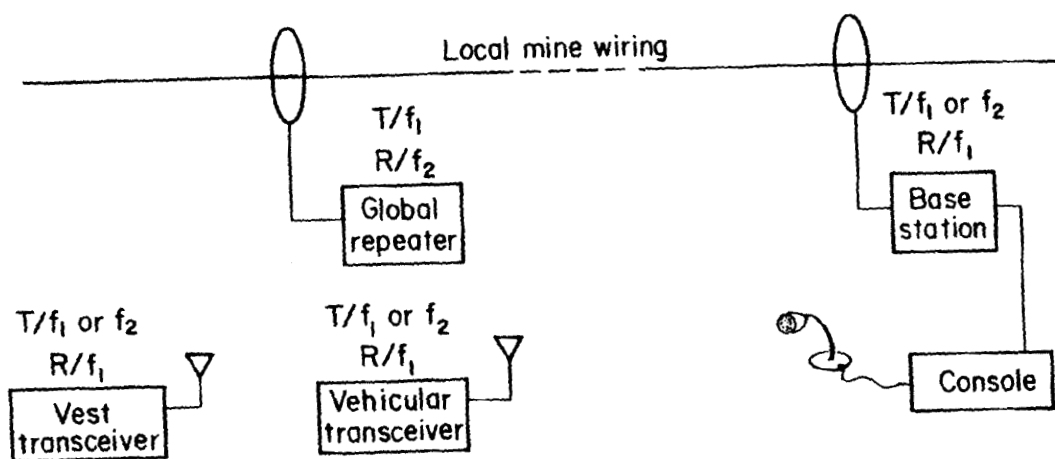 Local mine wiring
T/f₁
R/f₂
Global
repeater
T/f₁ or f₂
R/f₁
Base
station
T/f₁ or f₂
R/f₁
Vest
transceiver
T/f₁ or f₂
R/f₁
Vehicular
transceiver
Console